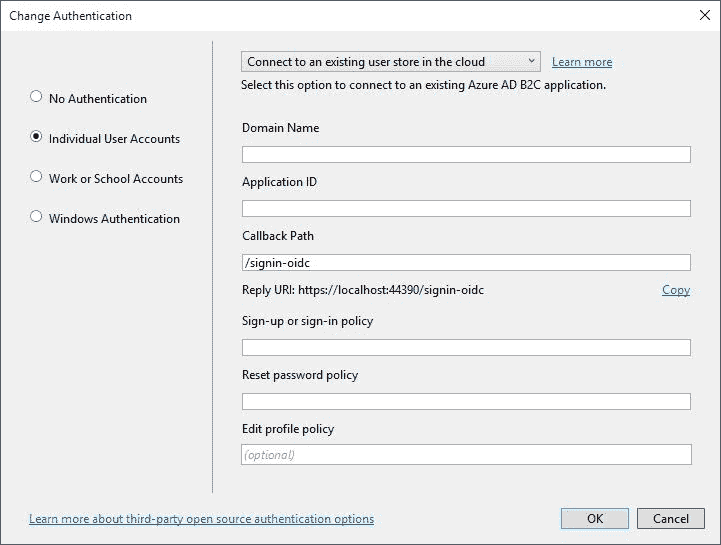 Change Authentication
No Authentication
Individual User Accounts
Work or School Accounts
Windows Authentication
Connect to an existing user store in the cloud
Learn more
Select this option to connect to an existing Azure AD B2C application.
Domain Name
Application ID
Callback Path
/signin-oidc
Reply URI: https://localhost:44390/signin-oidc
Copy
Sign-up or sign-in policy
Reset password policy
Edit profile policy
(optional)
Learn more about third-party open source authentication options
OK
Cancel